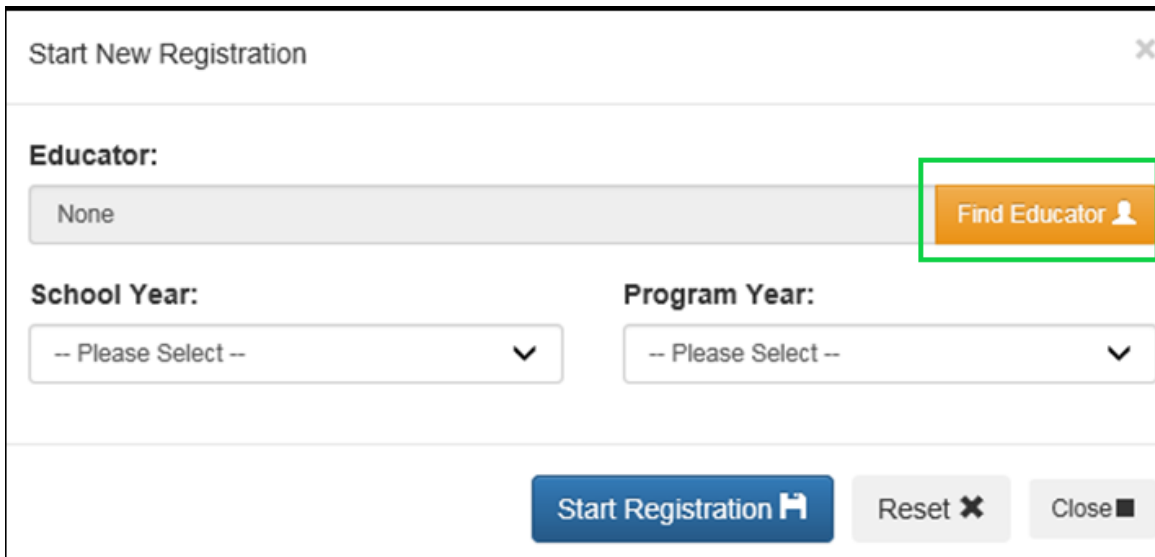 Start New Registration
Educator:
None
Find Educator
School Year:
Program Year:
-- Please Select --
-- Please Select --
Start Registration
Reset
Close